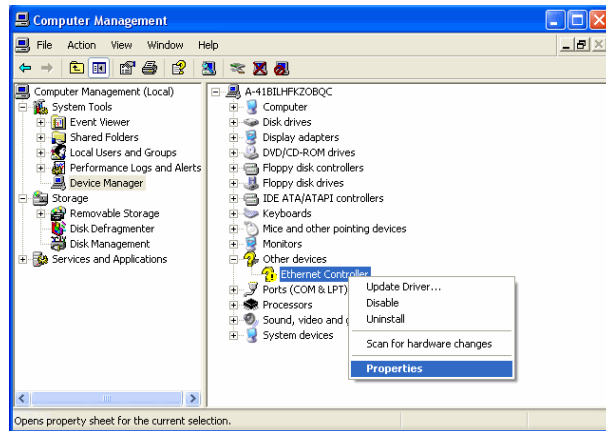 Computer Management
File Action View Window Help
Computer Management (Local)
System Tools
Event Viewer
Shared Folders
Local Users and Groups
Performance Logs and Alerts
Device Manager
Storage
Removable Storage
Disk Defragmenter
Disk Management
Services and Applications
A-41BILHFKZOBQC
Computer
Disk drives
Display adapters
DVD/CD-ROM drives
Floppy disk controllers
Floppy disk drives
IDE ATA/ATAPI controllers
Keyboards
Mice and other pointing devices
Monitors
Other devices
Ethernet Controller
Ports (COM & LPT)
Processors
Sound, video and
System devices
Update Driver...
Disable
Uninstall
Scan for hardware changes
Properties
Opens property sheet for the current selection.